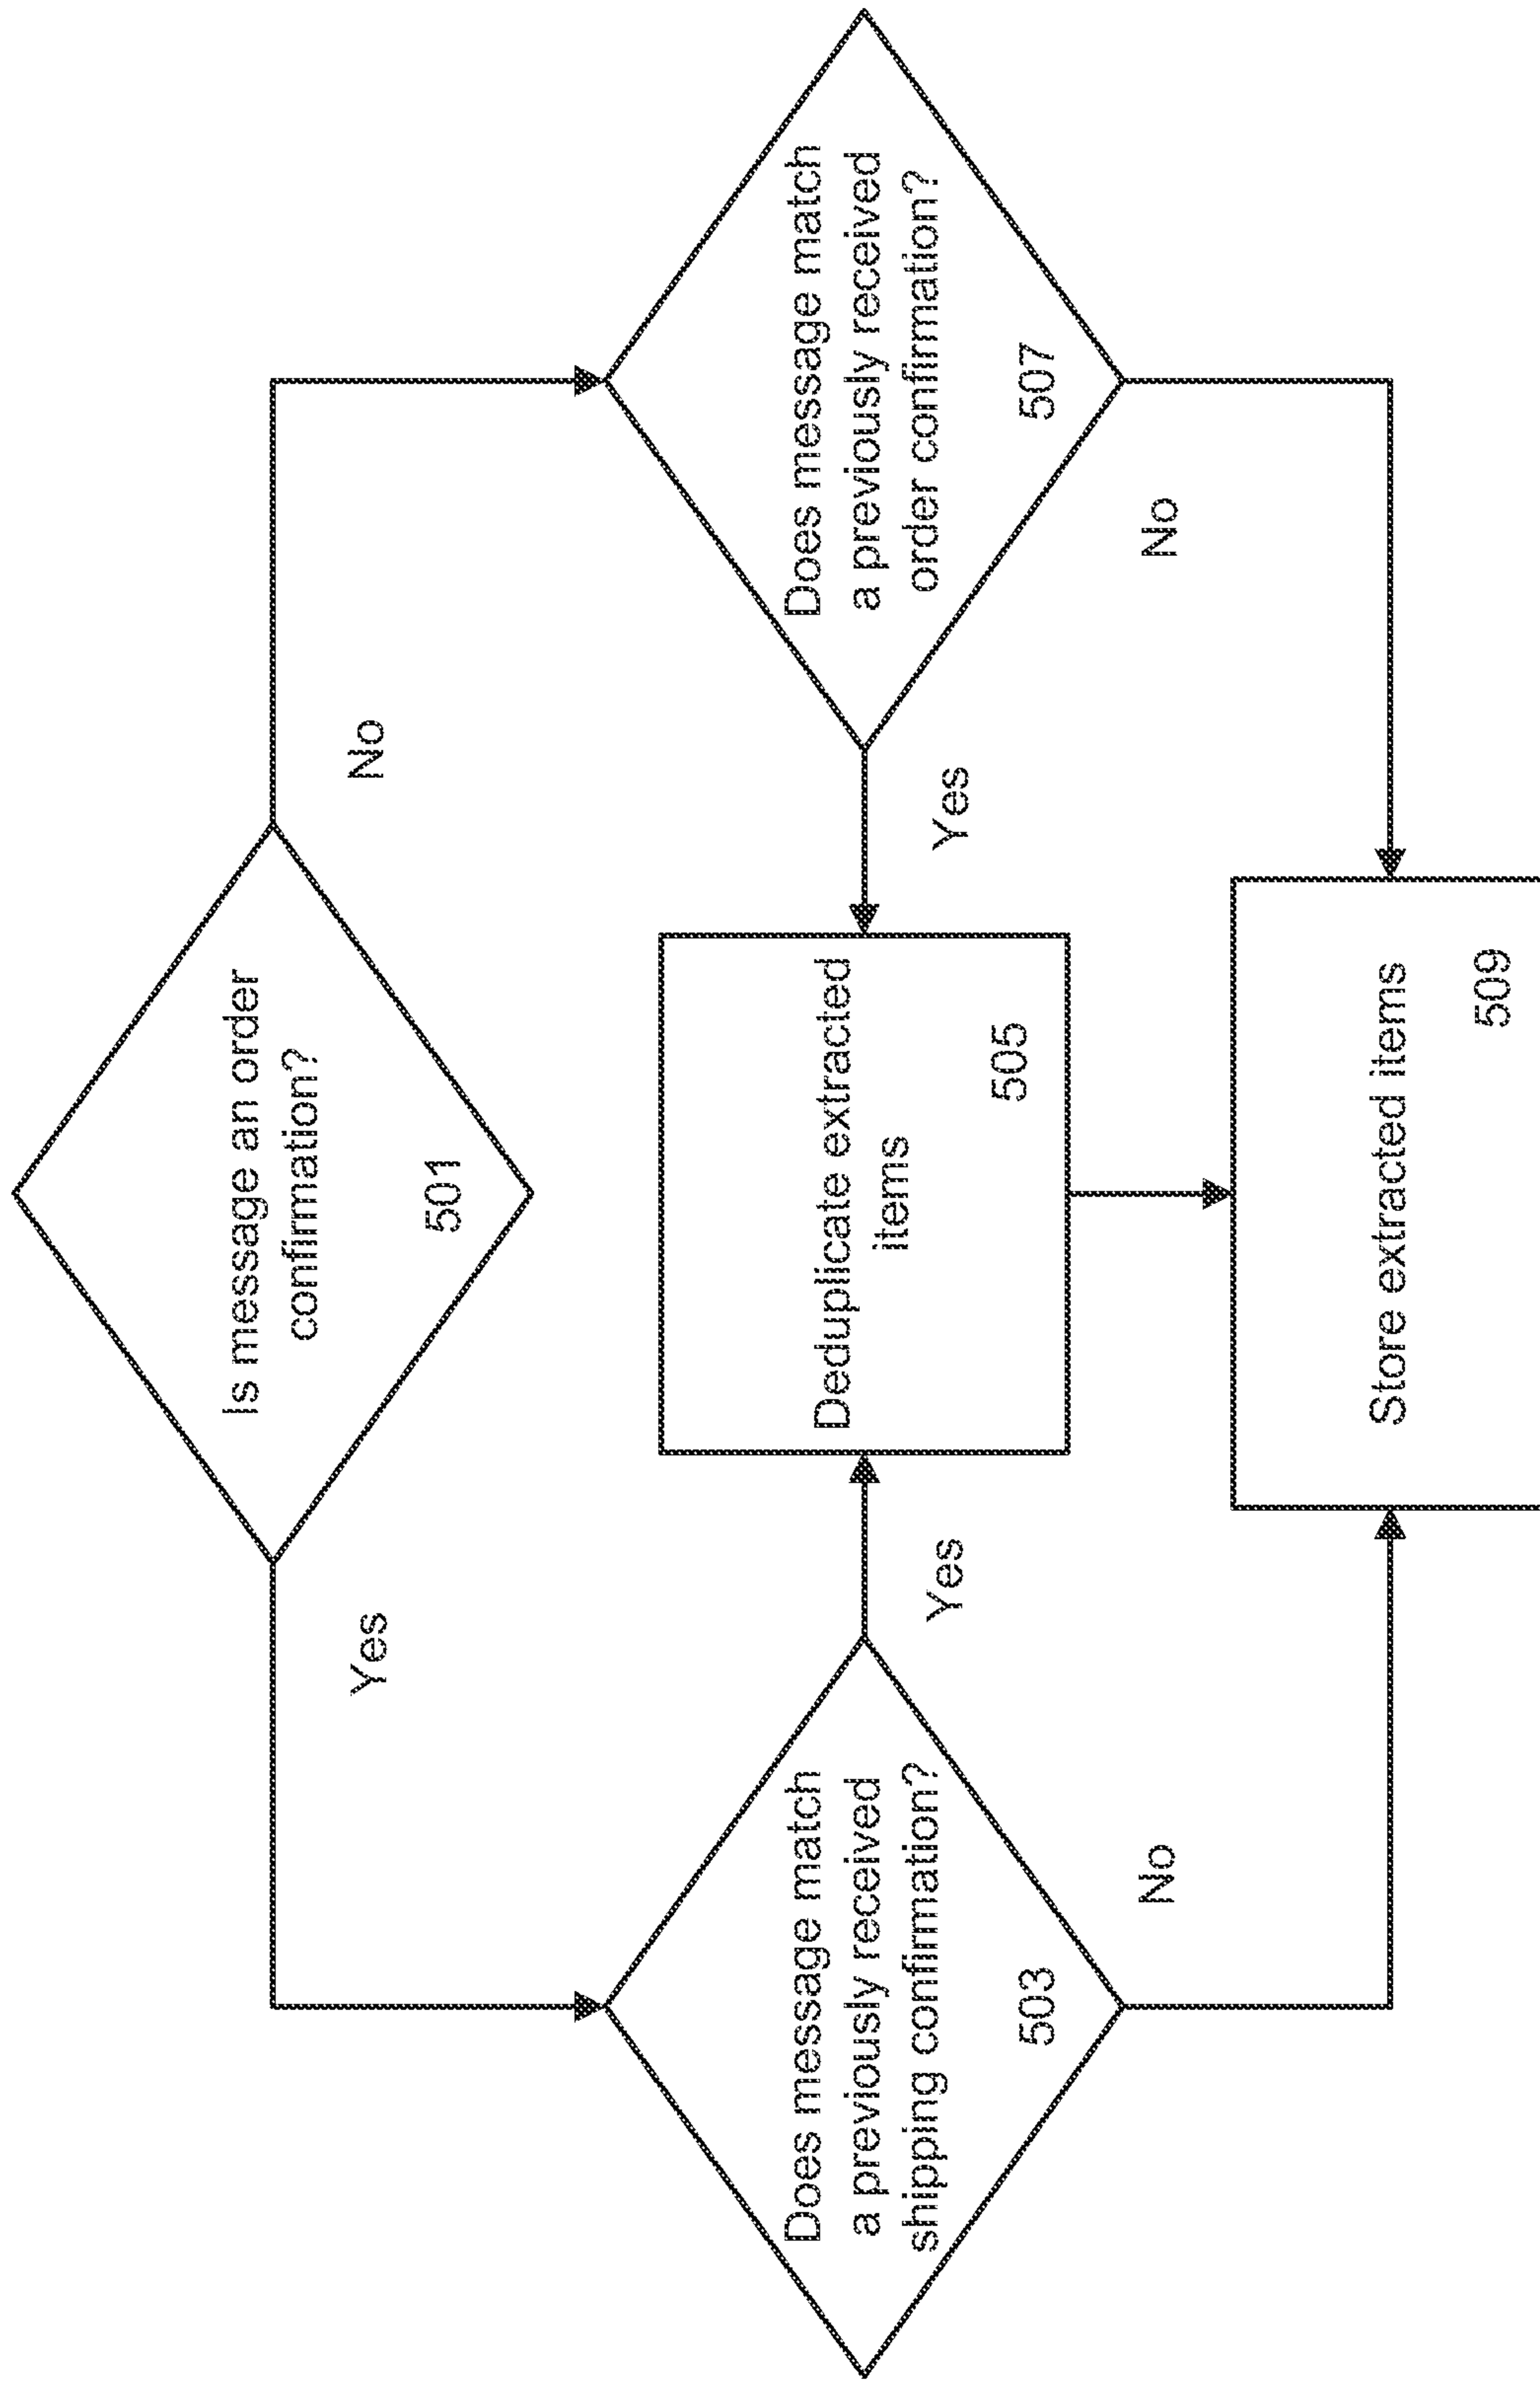 Is message an order
confirmation?
501
Yes
No
Does message match
a previously received
shipping confirmation?
503
Yes
No
Deduplicate extracted
items
505
Does message match
a previously received
order confirmation?
507
Yes
No
Store extracted items
509